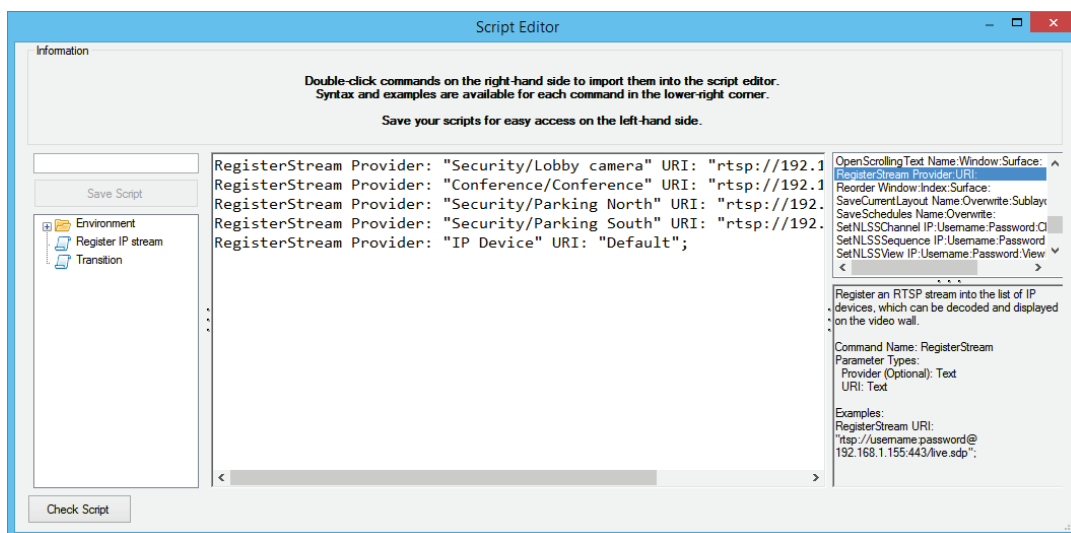 Script Editor
Information
Double-click commands on the right-hand side to import them into the script editor.
Syntax and examples are available for each command in the lower-right corner.
Save your scripts for easy access on the left-hand side.
Save Script
Environment
Register IP stream
Transition
RegisterStream Provider: "Security/Lobby camera" URI: "rtsp://192.1
RegisterStream Provider: "Conference/Conference" URI: "rtsp://192.1
RegisterStream Provider: "Security/Parking North" URI: "rtsp://192.
RegisterStream Provider: "Security/Parking South" URI: "rtsp://192.
RegisterStream Provider: "IP Device" URI: "Default";
OpenScrollingText Name:Window:Surface:
RegisterStream Provider:URI:
Reorder Window:Index:Surface:
SaveCurrentLayout Name:Overwrite:Sublayo
SaveSchedules Name:Overwrite:
SetNLSSChannel IP:Username:Password:Cl
SetNLSSSequence IP:Username:Password
SetNLSSView IP:Username:Password:View
Register an RTSP stream into the list of IP
devices, which can be decoded and displayed
on the video wall.
Command Name: RegisterStream
Parameter Types:
Provider (Optional): Text
URI: Text
Examples:
RegisterStream URI:
"rtsp://username:password@
192.168.1.155:443/live.sdp";
Check Script